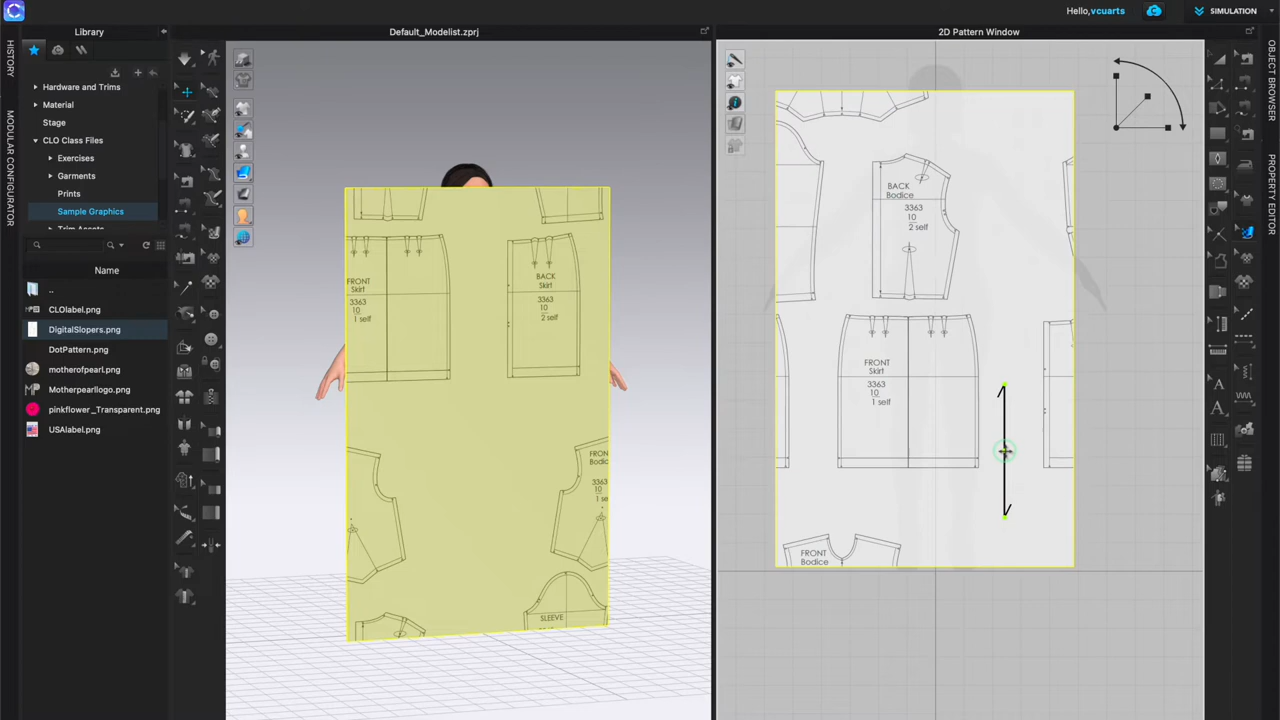 Hello,vcuarts
SIMULATION
Library
Default_Modelist.zprj
2D Pattern Window
HISTORY
MODULAR CONFIGURATOR
OBJECT BROWSER
PROPERTY EDITOR
Hardware and Trims
Material
Stage
CLO Class Files
Exercises
Garments
Prints
Sample Graphics
Trim Assets
Name
..
CLOlabel.png
DigitalSlopers.png
DotPattern.png
motherofpearl.png
Motherpearllogo.png
pinkflower_Transparent.png
USAlabel.png
FRONT
Skirt
3363
10
1 self
BACK
Skirt
3363
10
2 self
FRONT
3363
10
1 se
SLEEVE
BACK
Bodice
3363
10
2 self
FRONT
Skirt
3363
10
1 self
FRONT
Bodice